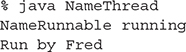 % java NameThread
NameRunnable running
Run by Fred